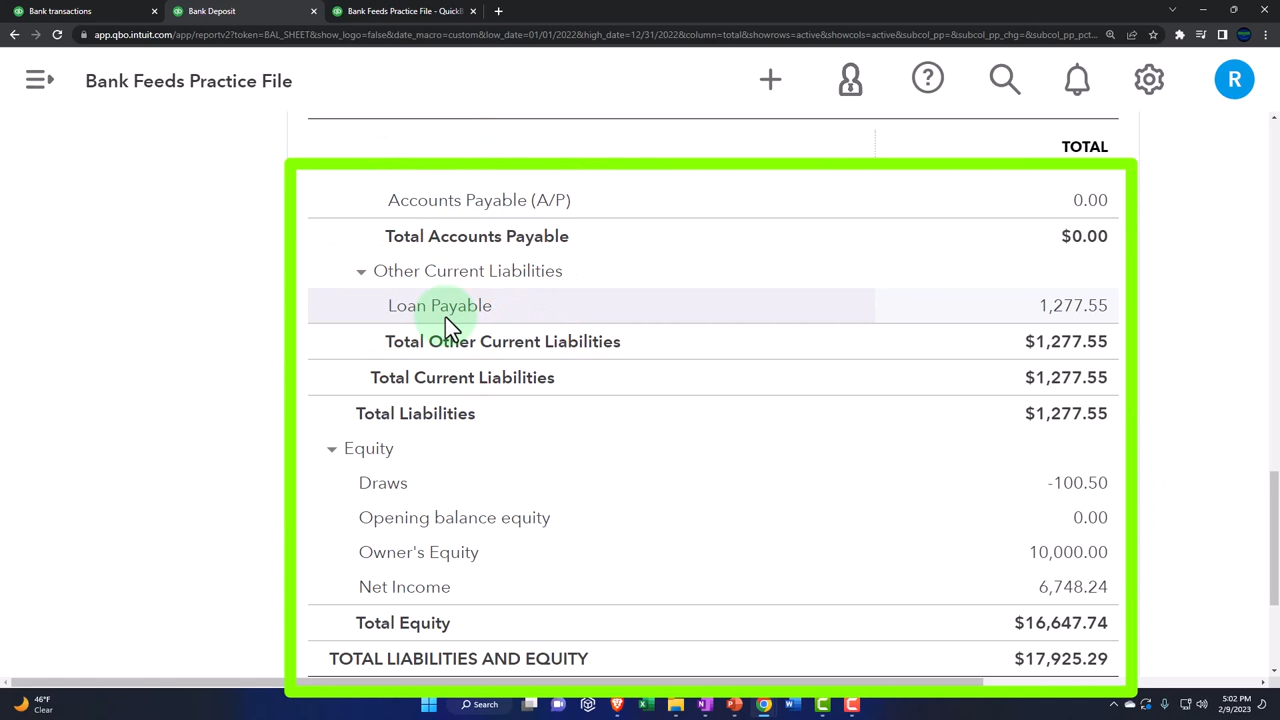 Bank transactions
Bank Deposit
Bank Feeds Practice File - QuickB
app.qbo.intuit.com/app/reportv2?token=BAL_SHEET&show_logo=false&date_macro=custom&low_date=01/01/2022&high_date=12/31/2022&column=total&showrows=active&showcols=active&subcol_pp=&subcol_pp_chg=&subcol_pp_pct...
Bank Feeds Practice File
R
TOTAL
Accounts Payable (A/P) 0.00
Total Accounts Payable $0.00
Other Current Liabilities
Loan Payable 1,277.55
Total Other Current Liabilities $1,277.55
Total Current Liabilities $1,277.55
Total Liabilities $1,277.55
Equity
Draws -100.50
Opening balance equity 0.00
Owner's Equity 10,000.00
Net Income 6,748.24
Total Equity $16,647.74
TOTAL LIABILITIES AND EQUITY $17,925.29
46°F
Clear
Search
5:02 PM
2/9/2023